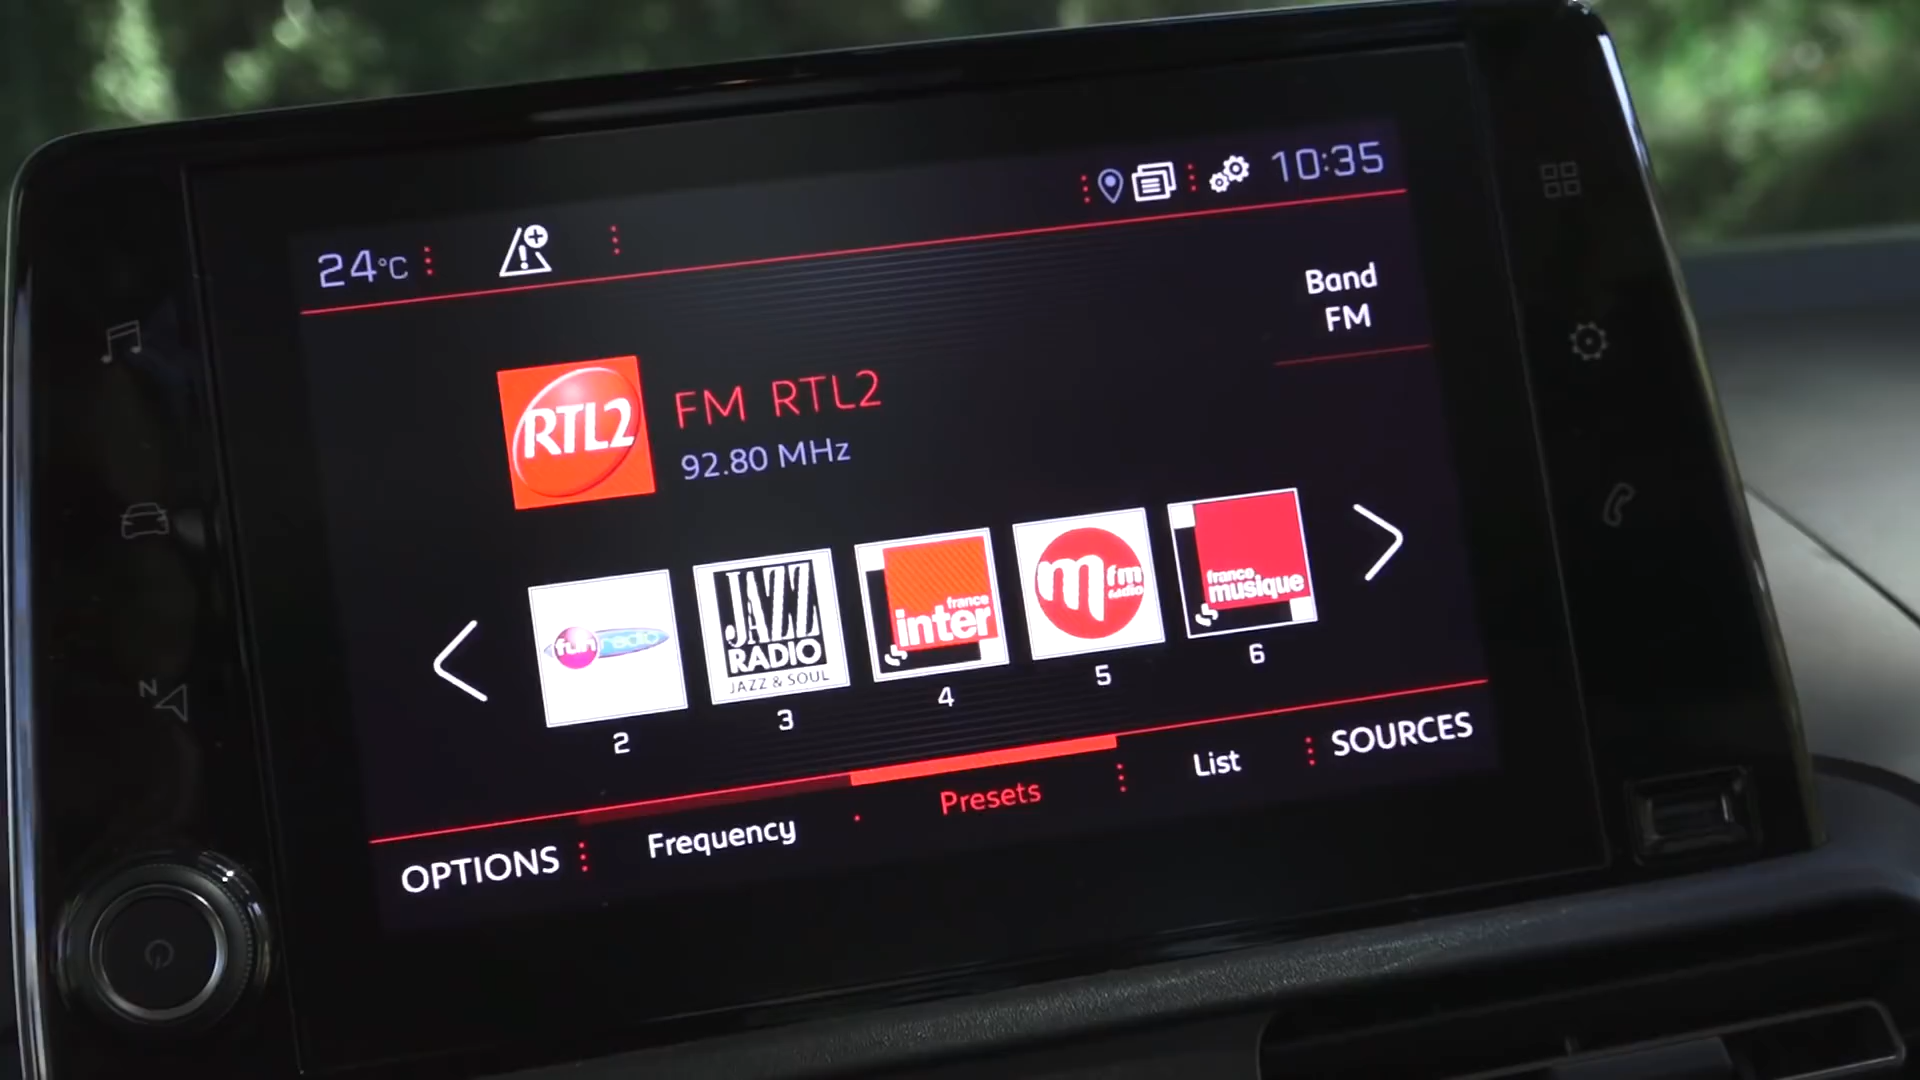 10:35
24°C
Band
FM
RTL2
FM RTL2
92.80 MHz
fun radio
JAZZ
RADIO
JAZZ & SOUL
france
inter
m fm
radio
france
musique
2
3
4
5
6
OPTIONS
Frequency
Presets
List
SOURCES
N